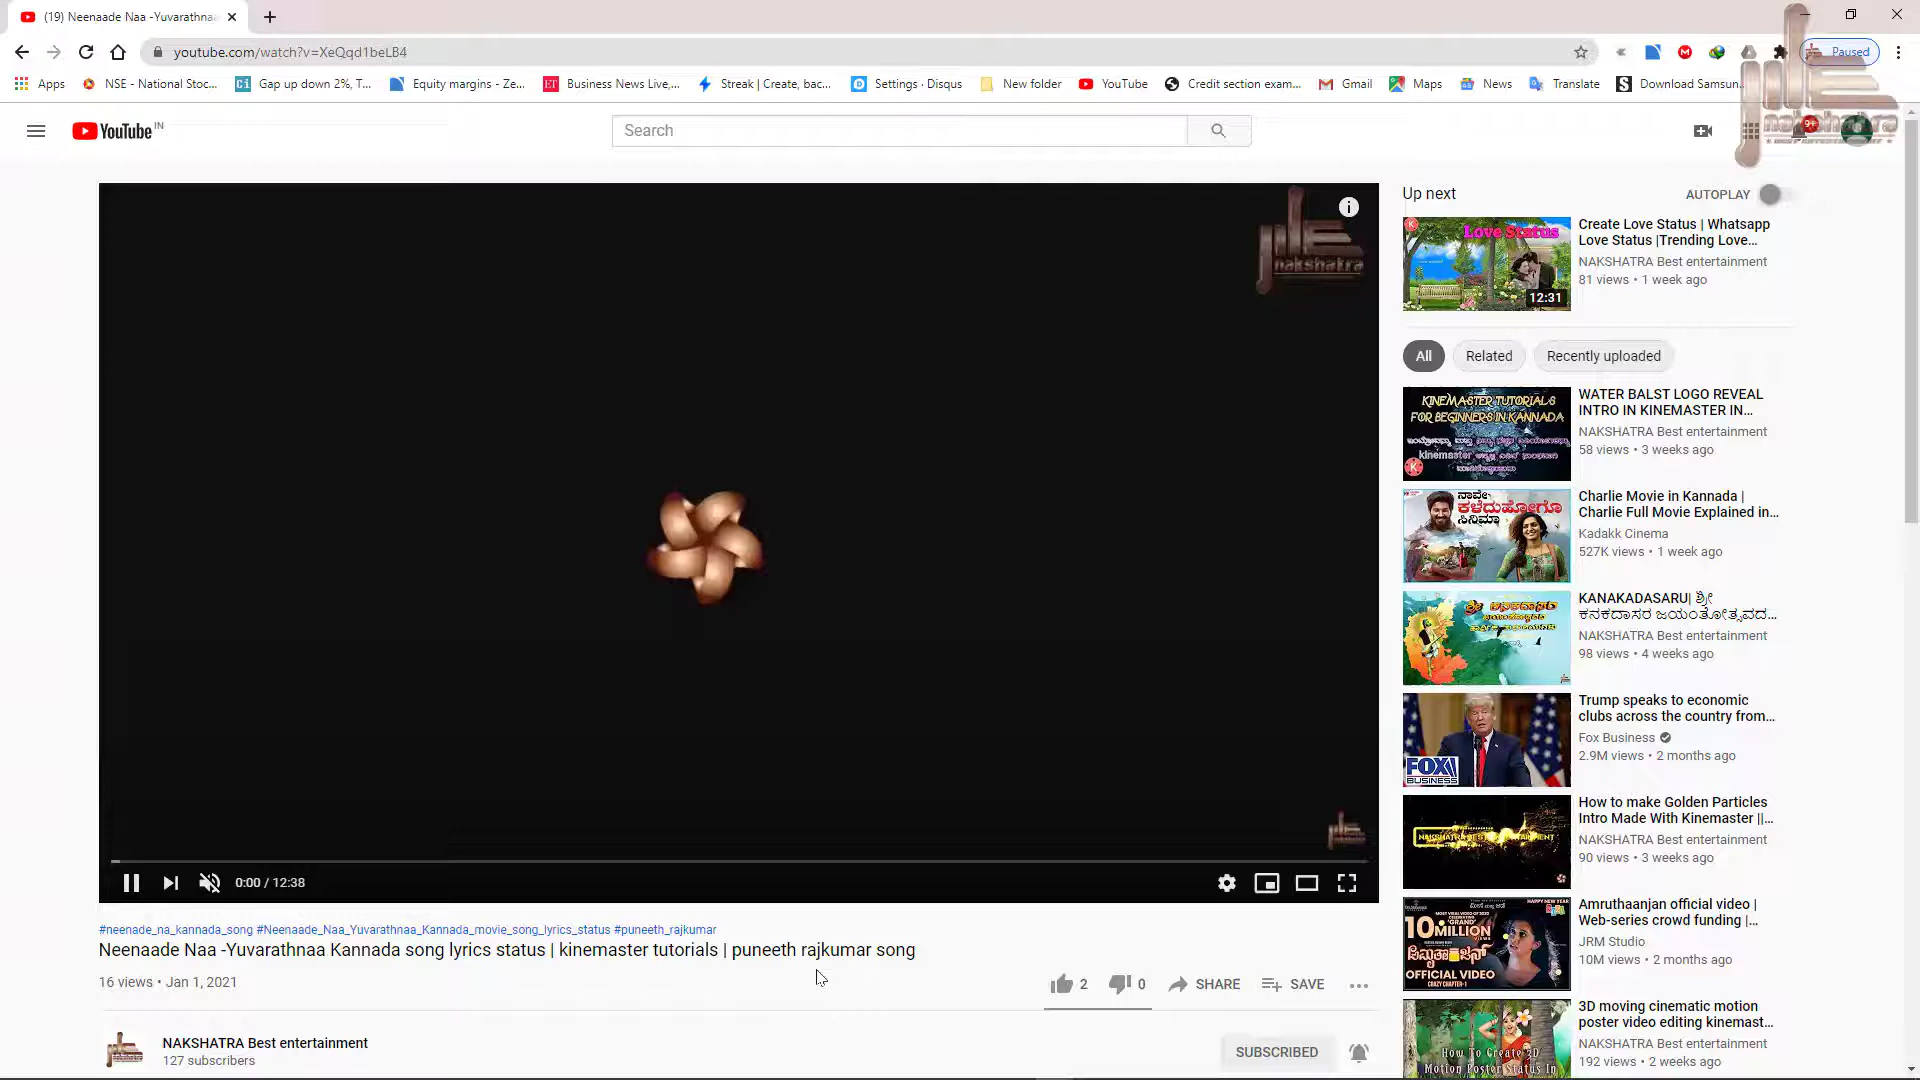 (19) Neenaade Naa -Yuvarathnaa
youtube.com/watch?v=XeQqd1beLB4
Paused
Apps
NSE - National Stoc...
Gap up down 2%, T...
Equity margins - Ze...
Business News Live,...
Streak | Create, bac...
Settings · Disqus
New folder
YouTube
Credit section exam...
Gmail
Maps
News
Translate
Download Samsun...
YouTube IN
Search
9+
nakshatra
nakshatra
0:00 / 12:38
#neenade_na_kannada_song #Neenaade_Naa_Yuvarathnaa_Kannada_movie_song_lyrics_status #puneeth_rajkumar
Neenaade Naa -Yuvarathnaa Kannada song lyrics status | kinemaster tutorials | puneeth rajkumar song
16 views • Jan 1, 2021
2
0
SHARE
SAVE
NAKSHATRA Best entertainment
127 subscribers
SUBSCRIBED
Up next
AUTOPLAY
Love Status
12:31
Create Love Status | Whatsapp
Love Status |Trending Love...
NAKSHATRA Best entertainment
81 views • 1 week ago
All
Related
Recently uploaded
KINEMASTER TUTORIALS
FOR BEGINNERS IN KANNADA
kinemaster
WATER BALST LOGO REVEAL
INTRO IN KINEMASTER IN...
NAKSHATRA Best entertainment
58 views • 3 weeks ago
ನಾವೇ
ಕಳೆದುಹೋಗೊ
ಸಿನಿಮಾ
Charlie Movie in Kannada |
Charlie Full Movie Explained in...
Kadakk Cinema
527K views • 1 week ago
KANAKADASARU| ಶ್ರೀ
ಕನಕದಾಸರ ಜಯಂತೋತ್ಸವದ...
NAKSHATRA Best entertainment
98 views • 4 weeks ago
FOX
BUSINESS
Trump speaks to economic
clubs across the country from...
Fox Business
2.9M views • 2 months ago
NAKSHATRA BEST ENTERTAINMENT
How to make Golden Particles
Intro Made With Kinemaster ||...
NAKSHATRA Best entertainment
90 views • 3 weeks ago
10 MILLION
VIEWS
OFFICIAL VIDEO
CRAZY CHAPTER-1
Amruthaanjan official video |
Web-series crowd funding |...
JRM Studio
10M views • 2 months ago
How To Create 3D
Motion Poster Status In
3D moving cinematic motion
poster video editing kinemast...
NAKSHATRA Best entertainment
192 views • 2 weeks ago